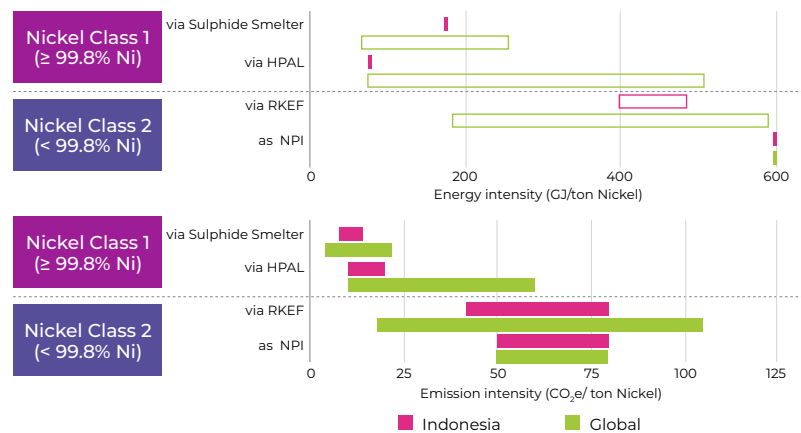 Nickel Class 1
(≥ 99.8% Ni)
via Sulphide Smelter
via HPAL
Nickel Class 2
(< 99.8% Ni)
via RKEF
as NPI
0 200 400 600
Energy intensity (GJ/ton Nickel)
Nickel Class 1
(≥ 99.8% Ni)
via Sulphide Smelter
via HPAL
Nickel Class 2
(< 99.8% Ni)
via RKEF
as NPI
0 25 50 75 100 125
Emission intensity (CO₂e/ ton Nickel)
Indonesia Global